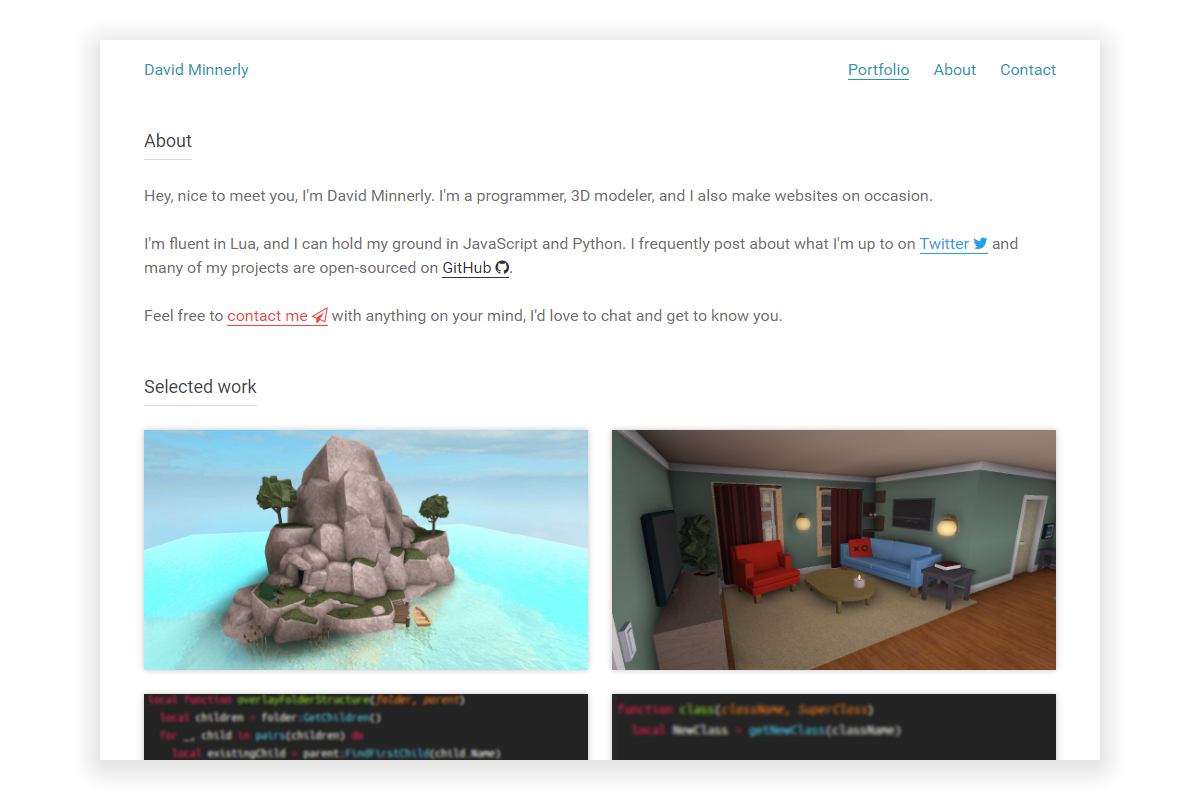 David Minnerly
Portfolio About Contact
About
Hey, nice to meet you, I'm David Minnerly. I'm a programmer, 3D modeler, and I also make websites on occasion.
I'm fluent in Lua, and I can hold my ground in JavaScript and Python. I frequently post about what I'm up to on Twitter and
many of my projects are open-sourced on GitHub.
Feel free to contact me with anything on your mind, I'd love to chat and get to know you.
Selected work
local function overlayFolderStructure(folder, parent)
local children = folder:GetChildren()
for _, child in pairs(children) do
local existingChild = parent:FindFirstChild(child.Name)
function class(className, SuperClass)
local NewClass = getNewClass(className)